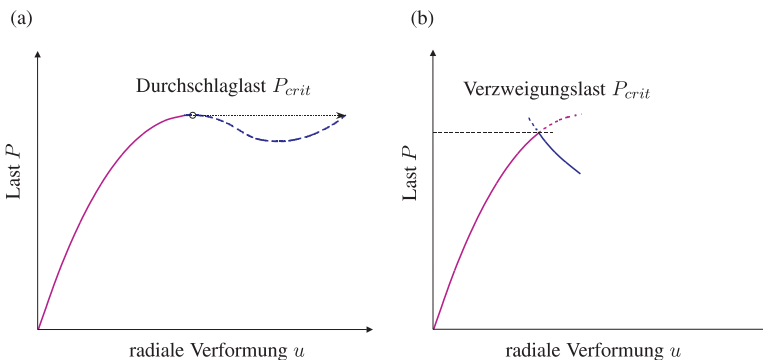 (a)
Durchschlaglast P_{crit}
Last P
radiale Verformung u
(b)
Verzweigungslast P_{crit}
Last P
radiale Verformung u